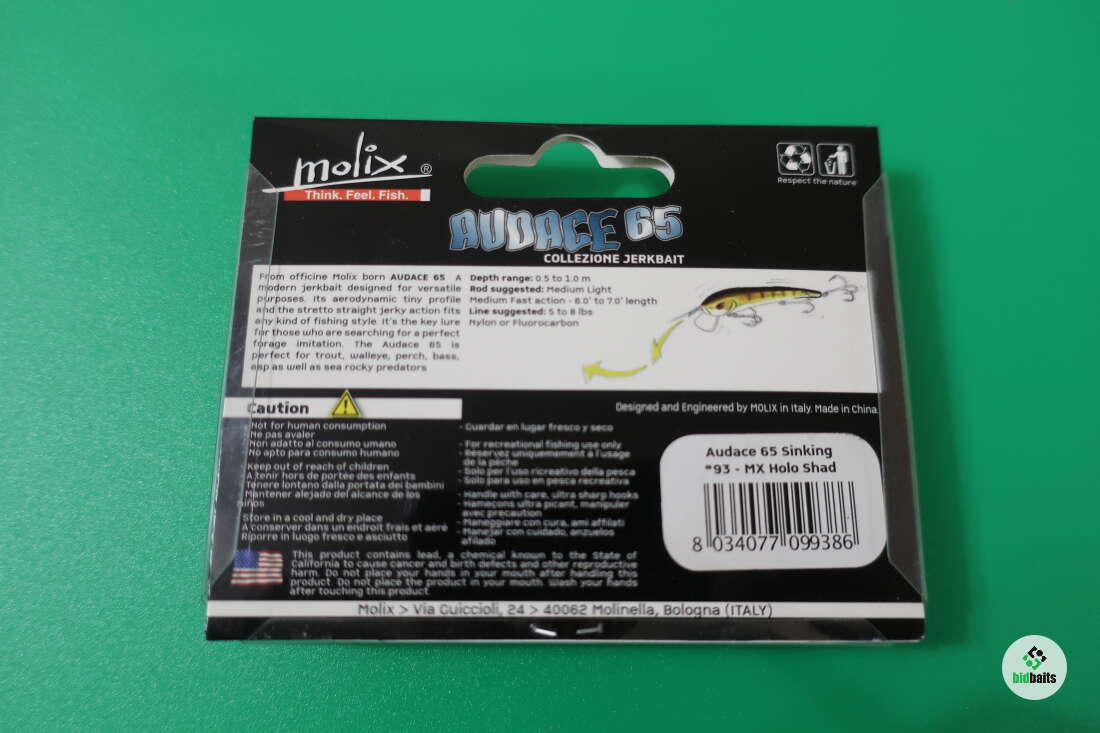 molix ®
Think. Feel. Fish.
Respect the nature
AUDACE 65
COLLEZIONE JERKBAIT
From officine Molix born AUDACE 65 A
modern jerkbait designed for versatile
purposes. Its aerodynamic tiny profile
and the stretto straight jerky action fits
any kind of fishing style. It's the key lure
for those who are searching for a perfect
forage imitation. The Audace 65 is
perfect for trout, walleye, perch, bass,
asp as well as sea rocky predators
Depth range: 0.5 to 1.0 m
Rod suggested: Medium Light
Medium Fast action - 6.0' to 7.0' length
Line suggested: 5 to 8 lbs
Nylon or Fluorocarbon
Caution
Designed and Engineered by MOLIX in Italy. Made in China.
- Not for human consumption
- Ne pas avaler
- Non adatto al consumo umano
- No apto para consumo humano
- Keep out of reach of children
- A tenir hors de portée des enfants
- Tenere lontano dalla portata dei bambini
- Mantener alejado del alcance de los
niños
- Store in a cool and dry place
- A conserver dans un endroit frais et aéré
- Riporre in luogo fresco e asciutto
- Guardar en lugar fresco y seco
- For recreational fishing use only
- Réservez uniquemement à l'usage
de la pêche
- Solo per l'uso ricreativo della pesca
- Solo para uso en pesca recreativa
- Handle with care, ultra sharp hooks
- Hameçons ultra picant, manipuler
avec precaution
- Maneggiare con cura, ami affilati
- Manejar con cuidado, anzuelos
afilado
Audace 65 Sinking
#93 - MX Holo Shad
8 034077 099386
This product contains lead, a chemical known to the State of
California to cause cancer and birth defects and other reproductive
harm. Do not place your hands in your mouth after handling this
product. Do not place the product in your mouth. Wash your hands
after touching this product
Molix > Via Guiccioli, 24 > 40062 Molinella, Bologna (ITALY)
bidbaits